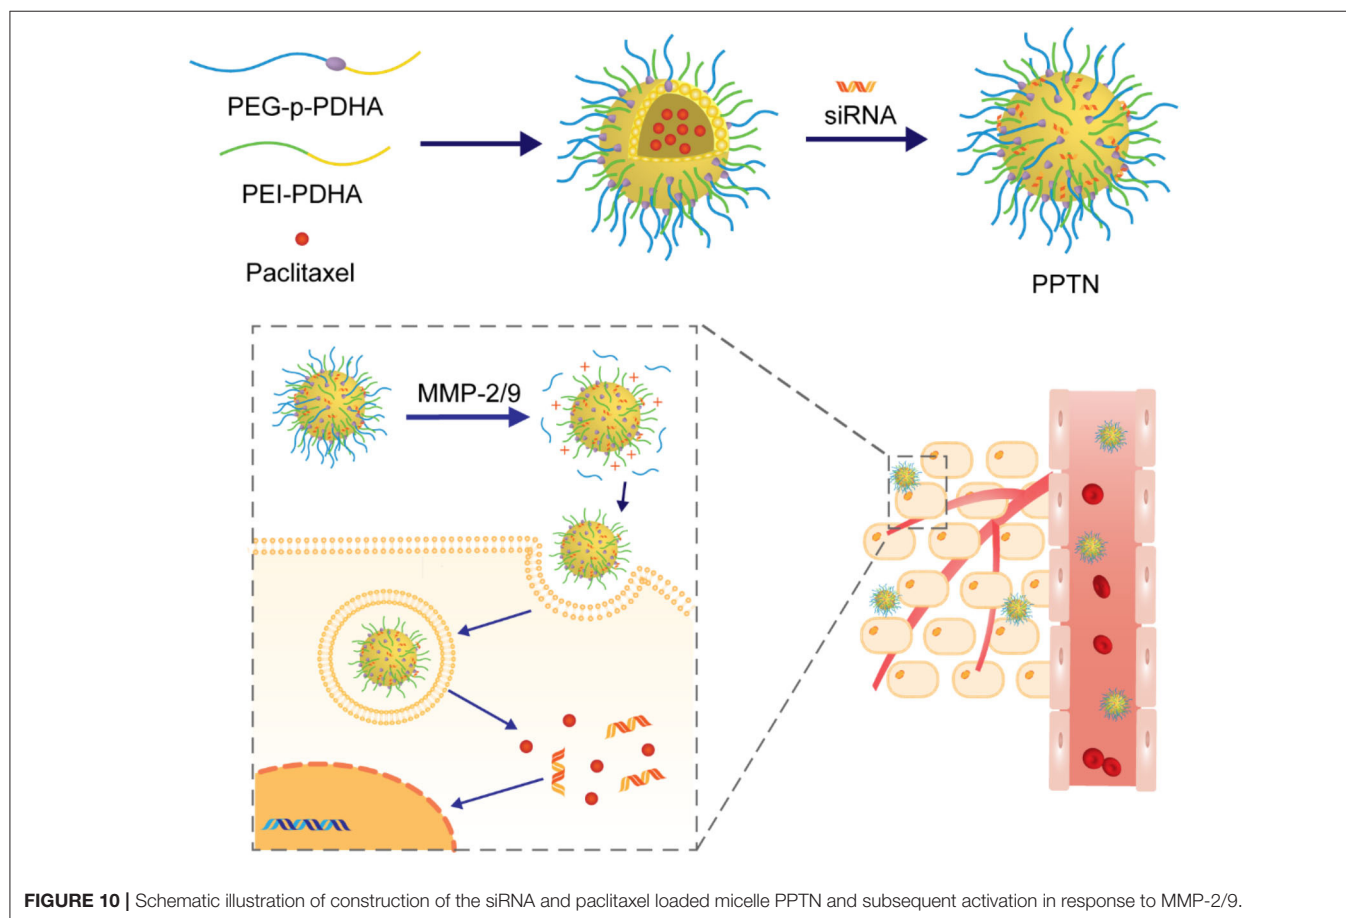 PEG-p-PDHA
PEI-PDHA
Paclitaxel
siRNA
PPTN
MMP-2/9
FIGURE 10 | Schematic illustration of construction of the siRNA and paclitaxel loaded micelle PPTN and subsequent activation in response to MMP-2/9.